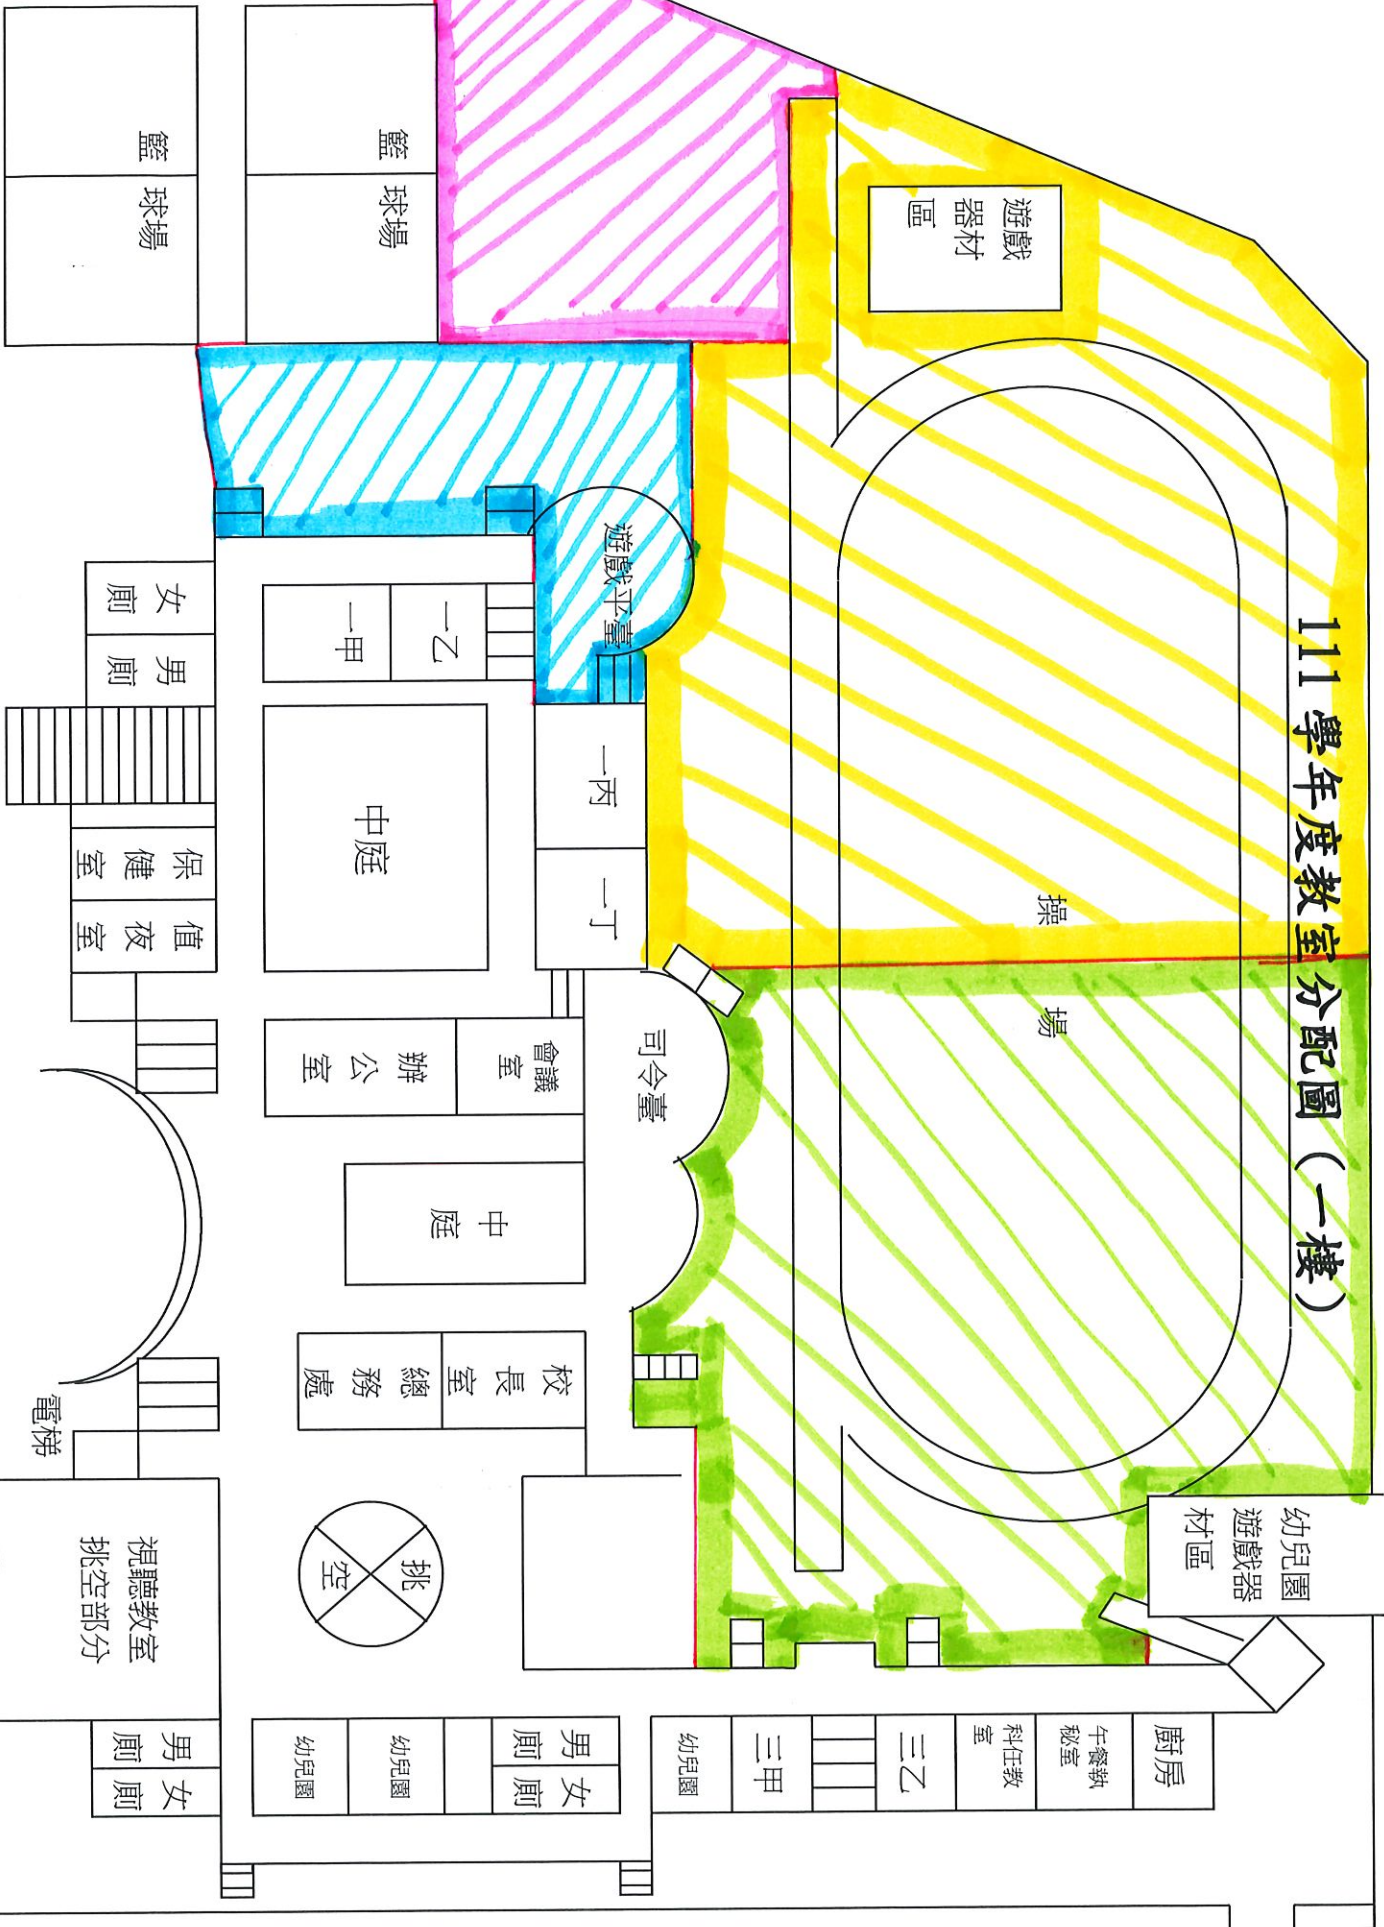 111 學年度教室分配圖（一樓）
遊戲
器材
區
籃
球場
籃
球場
遊戲平臺
操
場
女廁
男廁
一甲
一乙
一丙
一丁
中庭
保健室
值夜室
辦公室
會議室
司令臺
中庭
總務處
校長室
電梯
視聽教室
挑空部分
挑
空
幼兒園
遊戲器
材區
男廁
女廁
幼兒園
幼兒園
男廁
女廁
幼兒園
三甲
三乙
科任教
室
午餐執
秘室
廚房